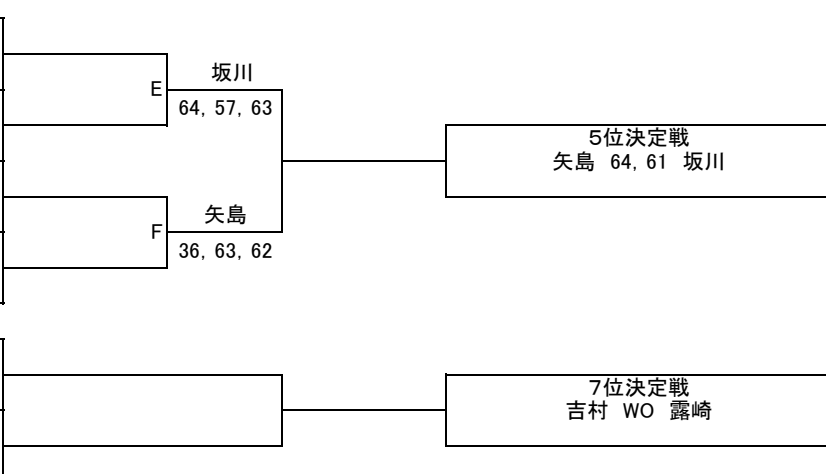 坂川
E
64, 57, 63
5位決定戦
矢島 64, 61 坂川
矢島
F
36, 63, 62
7位決定戦
吉村 WO 露崎